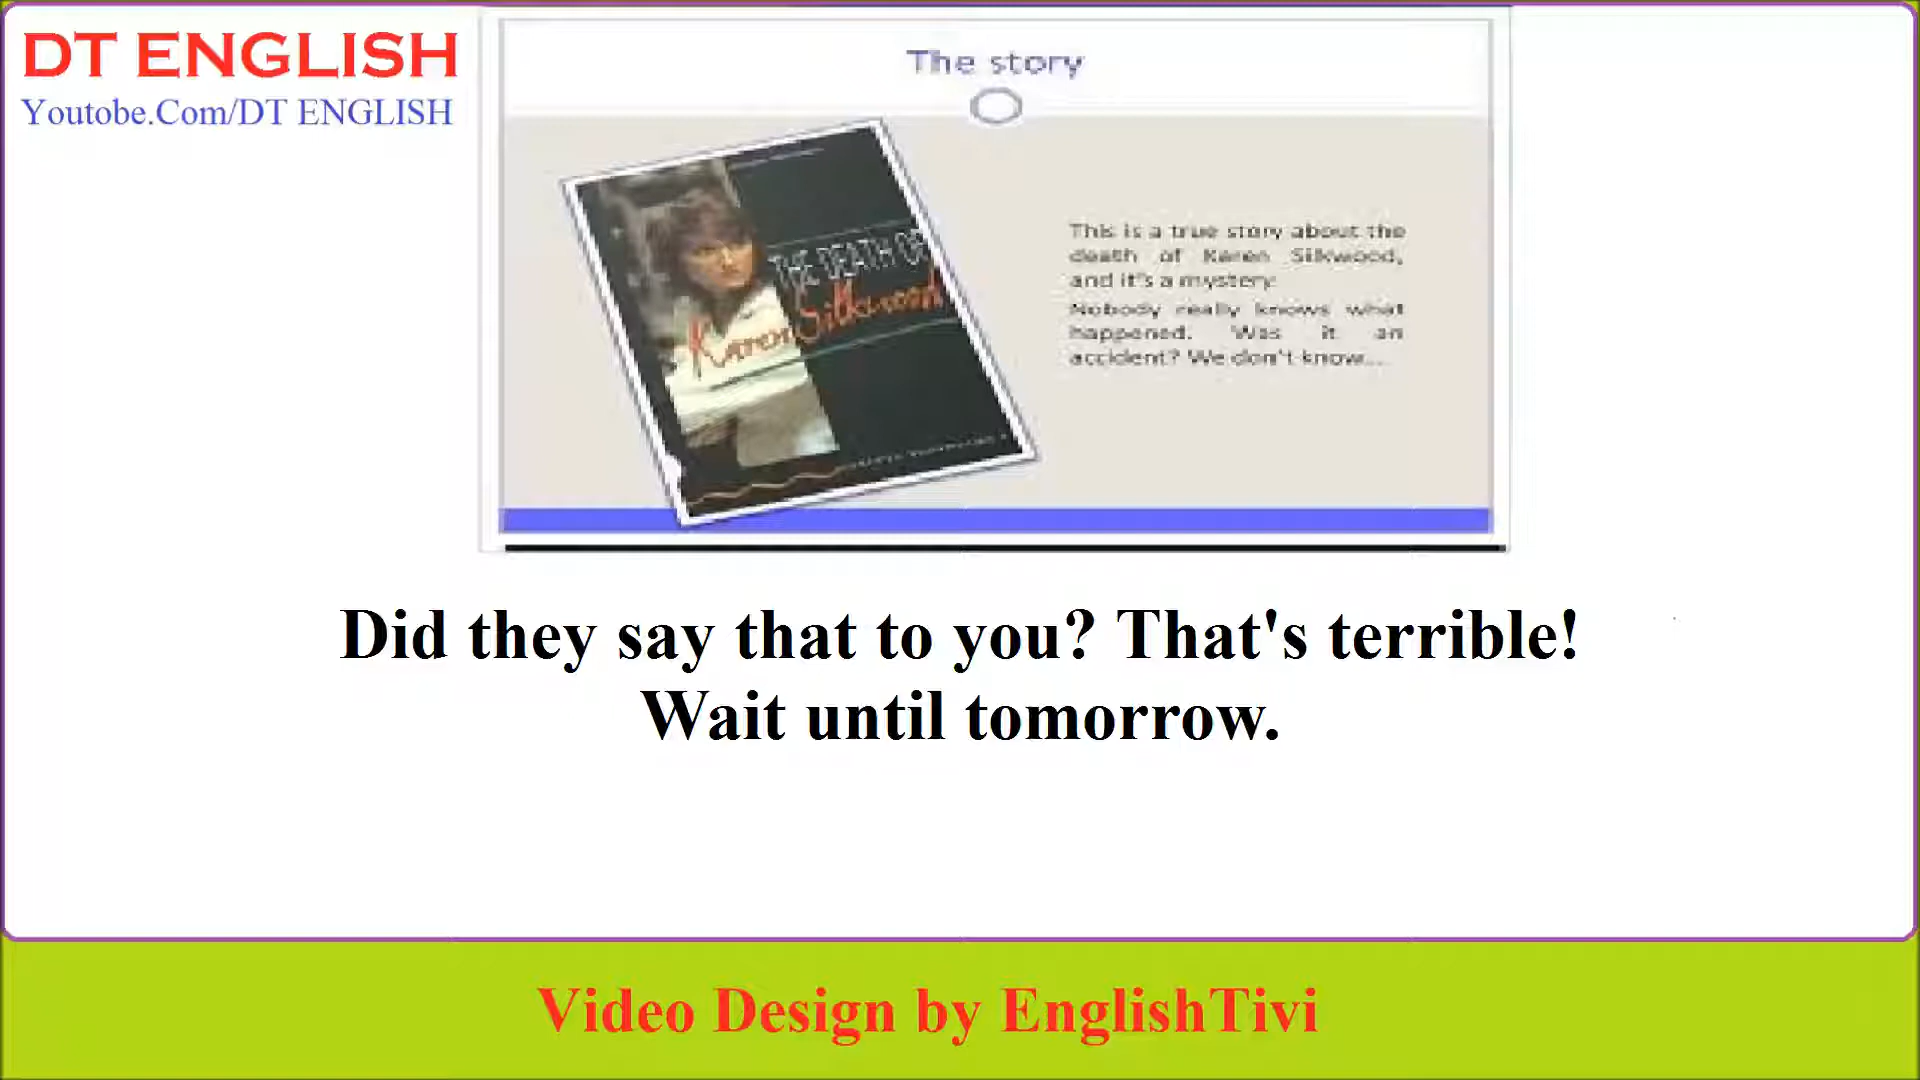 DT ENGLISH
Youtobe.Com/DT ENGLISH
The story
THE DEATH OF
Karen Silkwood
This is a true story about the
death of Karen Silkwood,
and it's a mystery.
Nobody really knows what
happened. Was it an
accident? We don't know...
Did they say that to you? That's terrible!
Wait until tomorrow.
Video Design by EnglishTivi